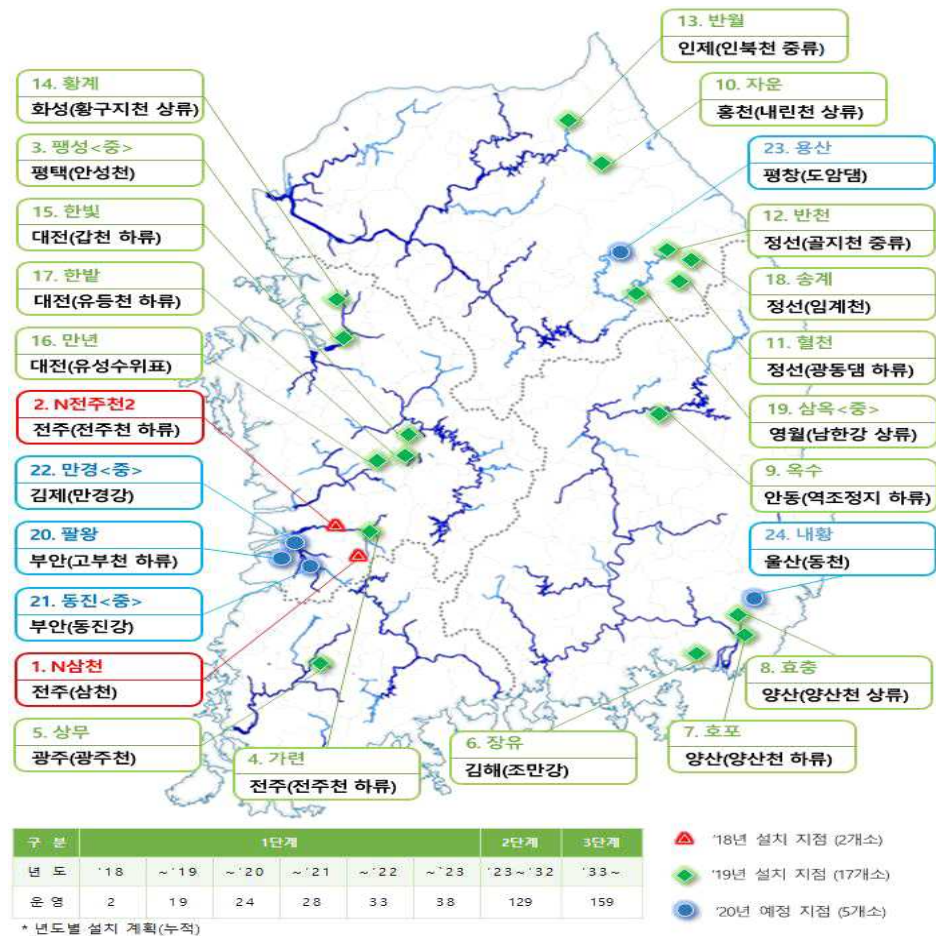 13. 반월
인제(인북천 중류)
14. 황계
화성(황구지천 상류)
10. 자운
홍천(내린천 상류)
3. 팽성<중>
평택(안성천)
23. 용산
평창(도암댐)
15. 한빛
대전(갑천 하류)
12. 반천
정선(골지천 중류)
17. 한밭
대전(유등천 하류)
18. 송계
정선(임계천)
16. 만년
대전(유성수위표)
11. 혈천
정선(광동댐 하류)
2. N전주천2
전주(전주천 하류)
19. 삼옥<중>
영월(남한강 상류)
22. 만경<중>
김제(만경강)
9. 옥수
안동(역조정지 하류)
20. 팔왕
부안(고부천 하류)
24. 내황
울산(동천)
21. 동진<중>
부안(동진강)
1. N삼천
전주(삼천)
8. 효충
양산(양산천 상류)
5. 상무
광주(광주천)
4. 가련
전주(전주천 하류)
6. 장유
김해(조만강)
7. 호포
양산(양산천 하류)
구 분 1단계 2단계 3단계
년 도 '18 ~'19 ~'20 ~'21 ~'22 ~'23 '23~'32 '33~
운 영 2 19 24 28 33 38 129 159
* 년도별 설치 계획(누적)
'18년 설치 지점 (2개소)
'19년 설치 지점 (17개소)
'20년 예정 지점 (5개소)